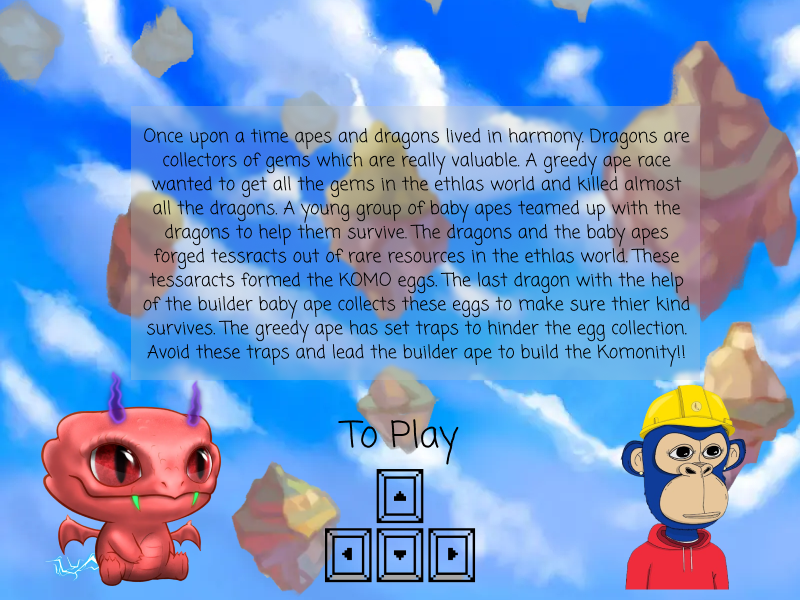 Once upon a time apes and dragons lived in harmony. Dragons are
collectors of gems which are really valuable. A greedy ape race
wanted to get all the gems in the ethlas world and killed almost
all the dragons. A young group of baby apes teamed up with the
dragons to help them survive. The dragons and the baby apes
forged tessracts out of rare resources in the ethlas world. These
tessaracts formed the KOMO eggs. The last dragon with the help
of the builder baby ape collects these eggs to make sure thier kind
survives. The greedy ape has set traps to hinder the egg collection.
Avoid these traps and lead the builder ape to build the Komonity!!
To Play